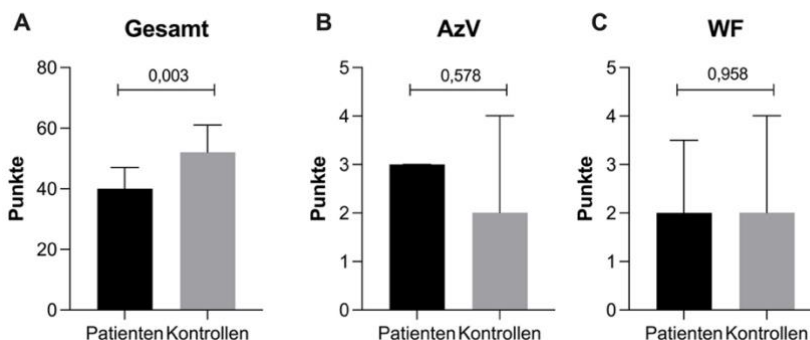 A
Gesamt
Punkte
80
60
40
20
0
0,003
Patienten Kontrollen
B
AzV
Punkte
5
4
3
2
1
0
0,578
Patienten Kontrollen
C
WF
Punkte
5
4
3
2
1
0
0,958
Patienten Kontrollen